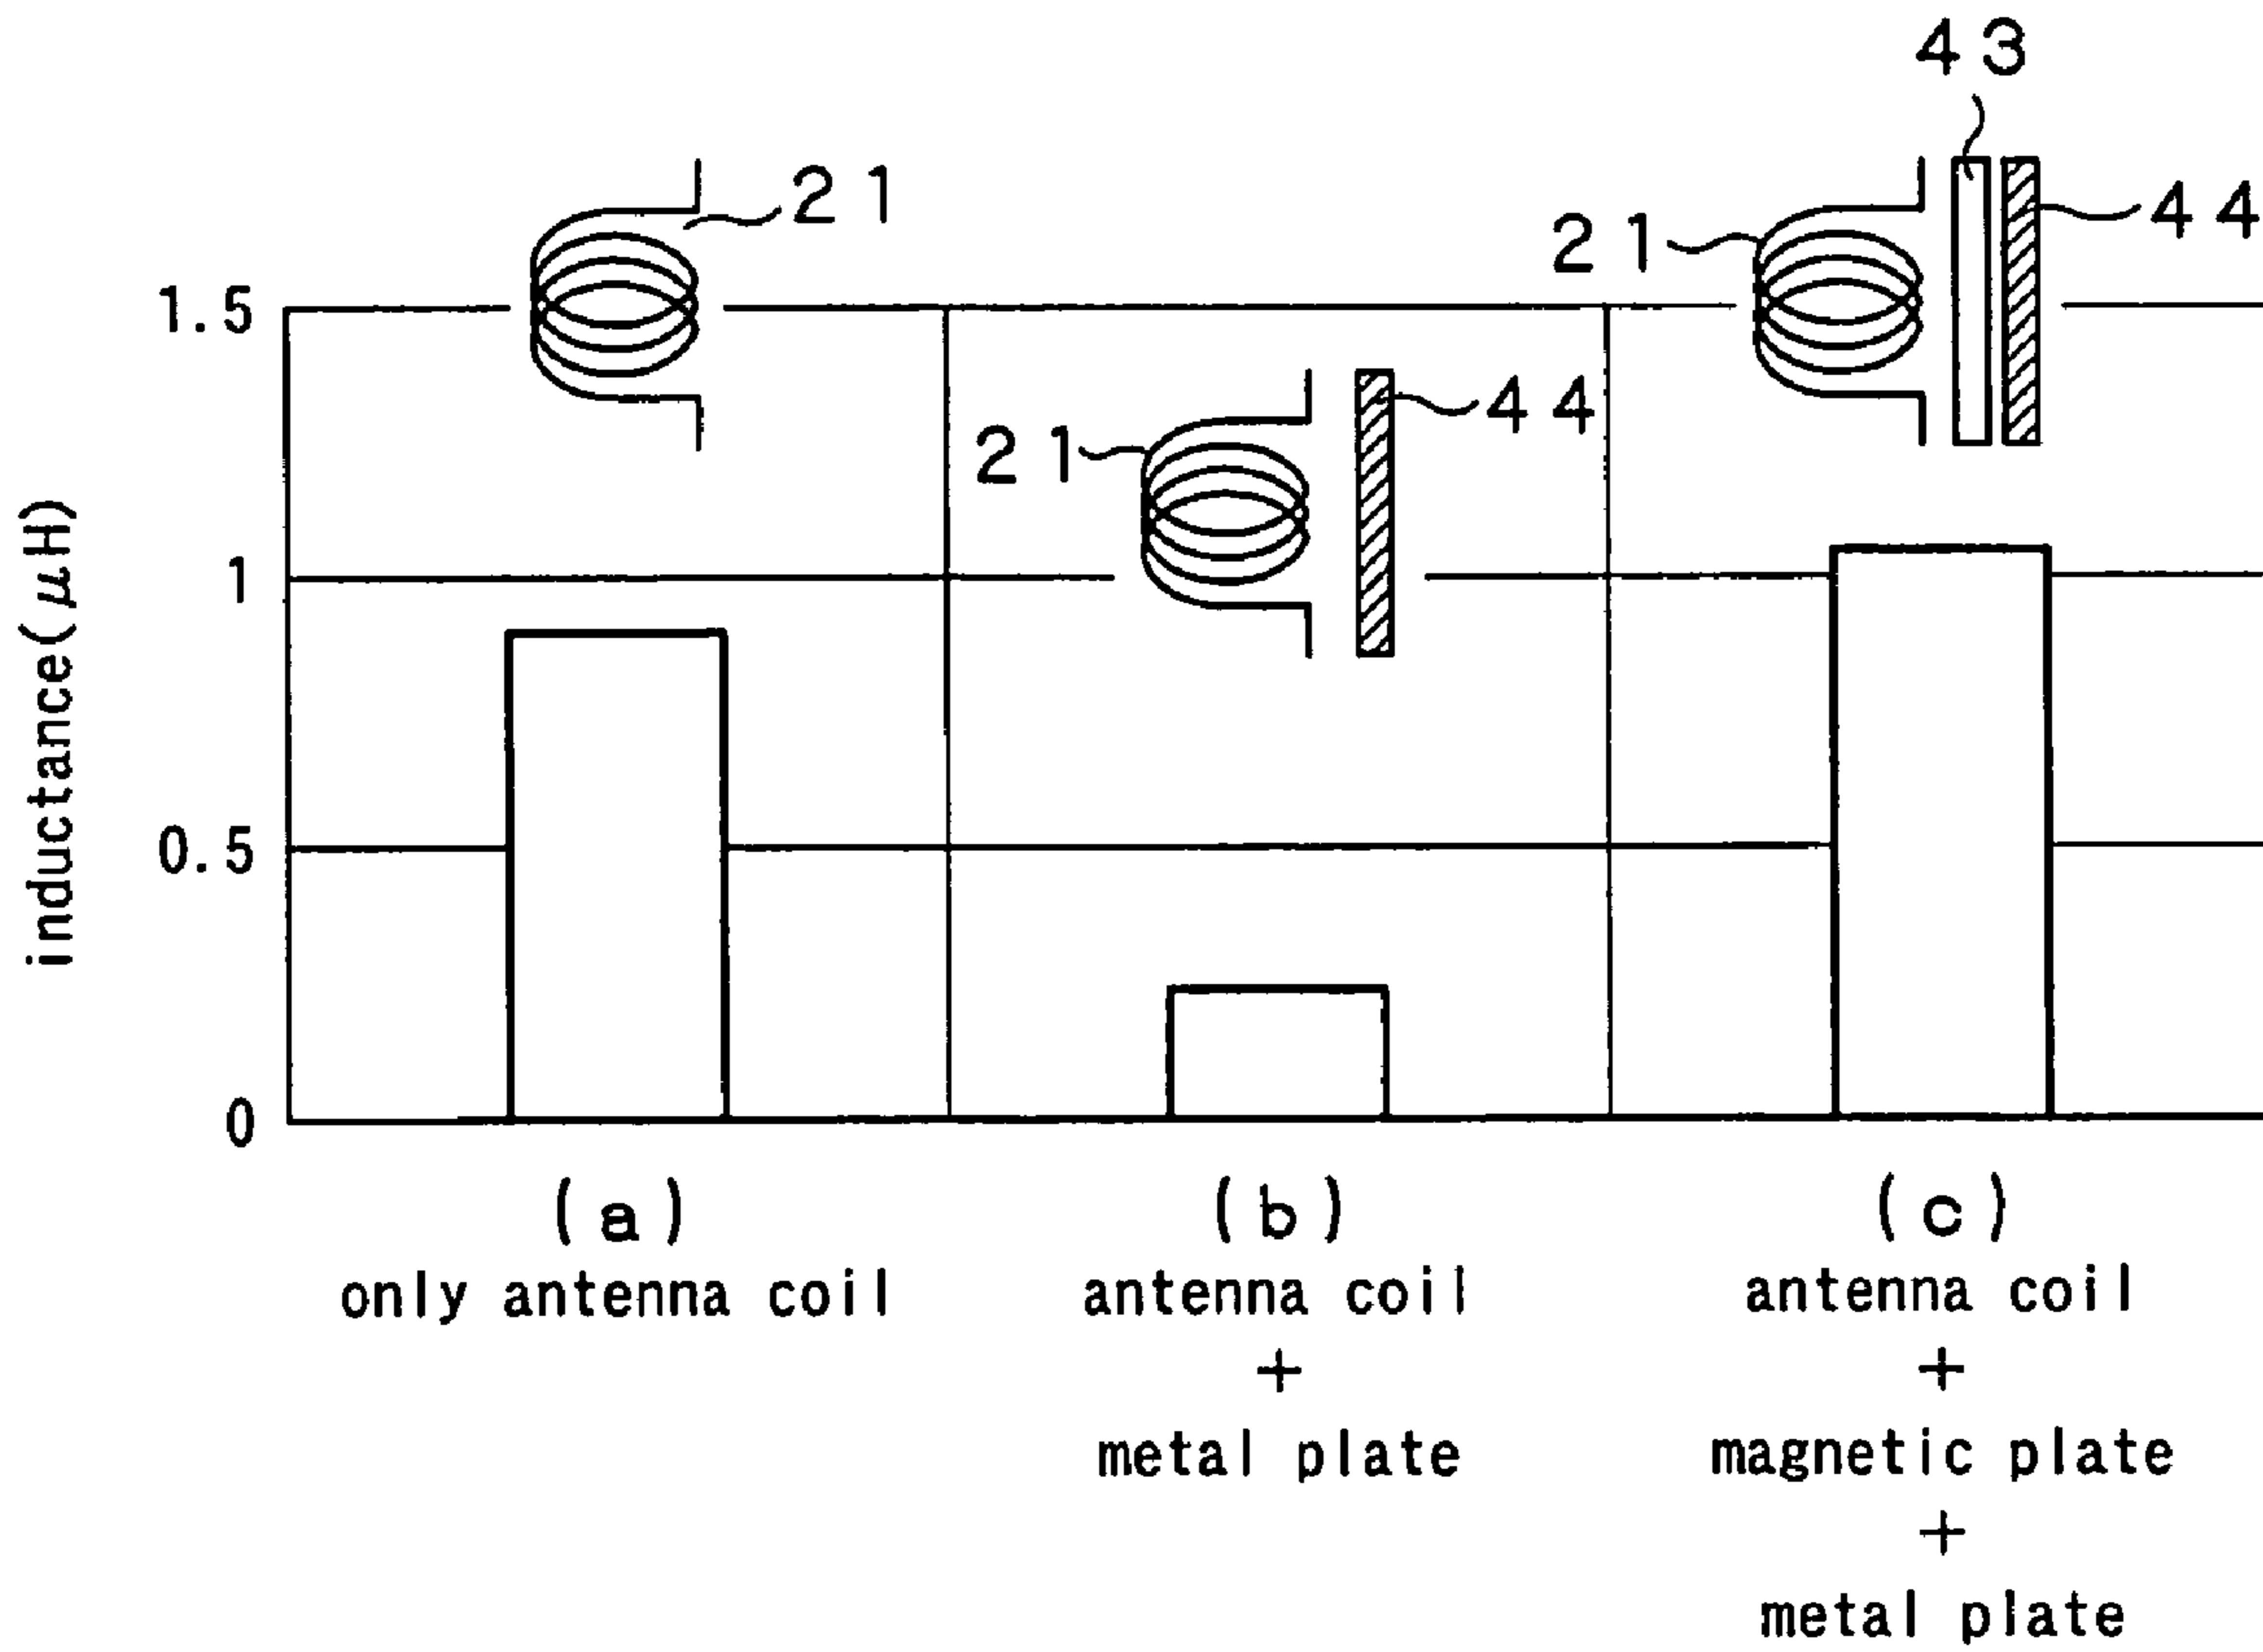 43
21
21
44
1.5
44
21
1
0.5
0
inductance(μH)
(a)
only antenna coil
(b)
antenna coil
+
metal plate
(c)
antenna coil
+
magnetic plate
+
metal plate